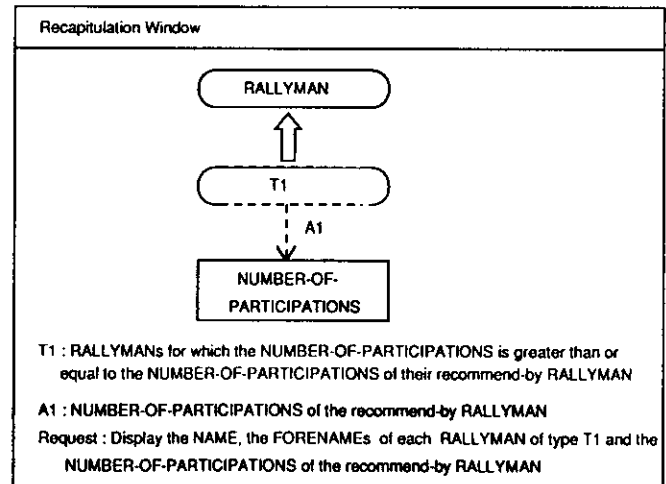 Recapitulation Window
RALLYMAN
T1
A1
NUMBER-OF-
PARTICIPATIONS
T1 : RALLYMANs for which the NUMBER-OF-PARTICIPATIONS is greater than or
equal to the NUMBER-OF-PARTICIPATIONS of their recommend-by RALLYMAN
A1 : NUMBER-OF-PARTICIPATIONS of the recommend-by RALLYMAN
Request : Display the NAME, the FORENAMEs of each RALLYMAN of type T1 and the
NUMBER-OF-PARTICIPATIONS of the recommend-by RALLYMAN